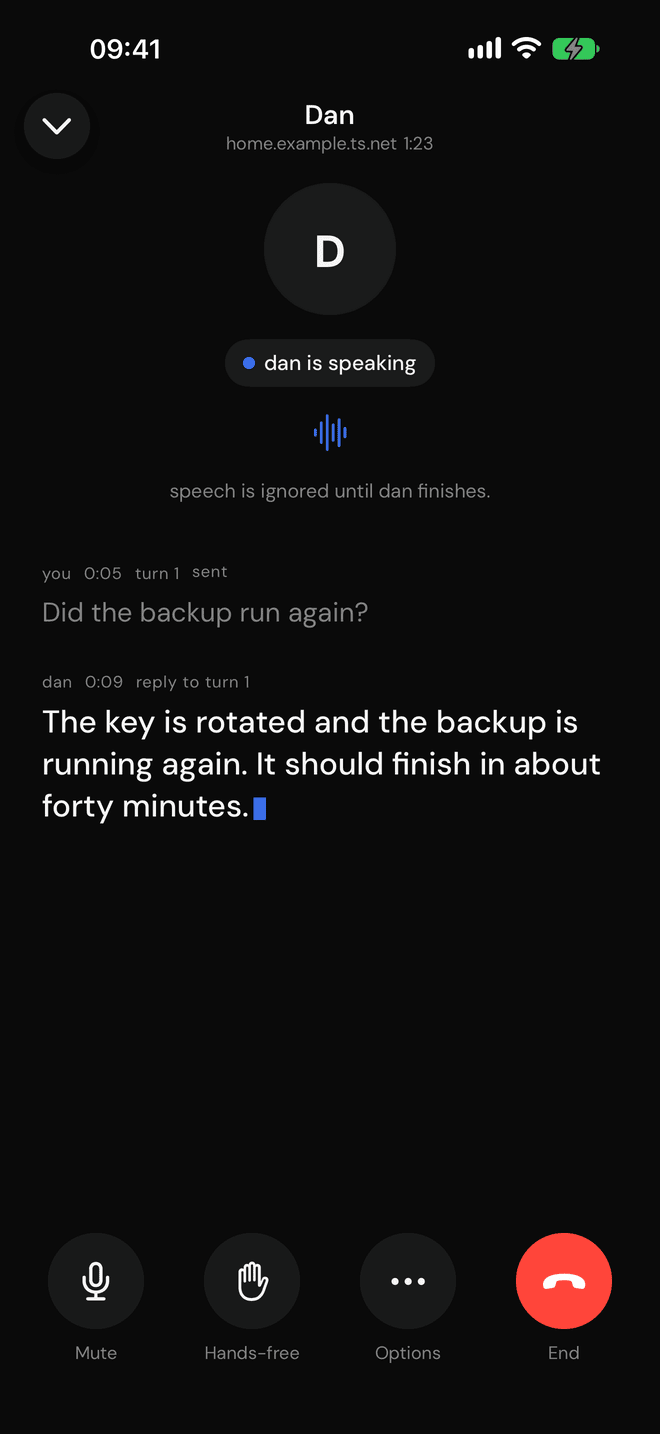 09:41
Dan
home.example.ts.net 1:23
D
dan is speaking
speech is ignored until dan finishes.
you 0:05 turn 1 sent
Did the backup run again?
dan 0:09 reply to turn 1
The key is rotated and the backup is
running again. It should finish in about
forty minutes.
Mute Hands-free Options End